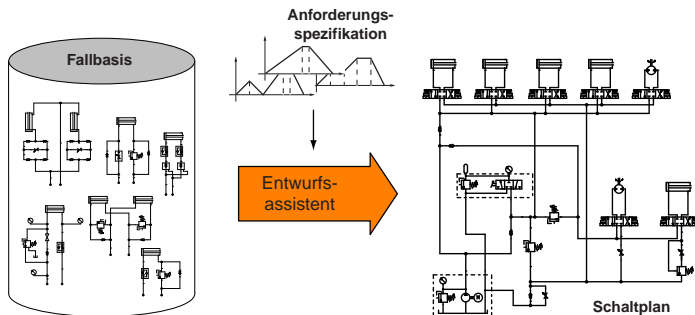 Anforderungs-
spezifikation
Fallbasis
Entwurfs-
assistent
M
Schaltplan